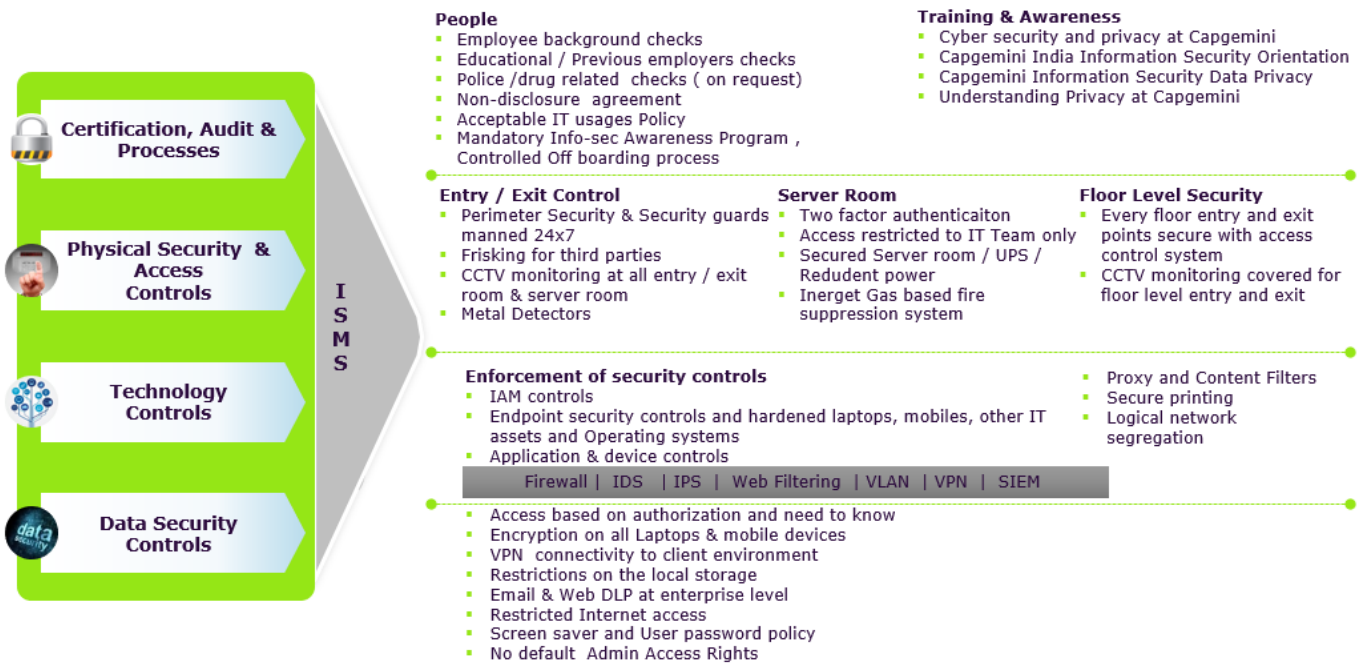 Certification, Audit &
Processes
Physical Security &
Access
Controls
Technology
Controls
data
security
Data Security
Controls
I
S
M
S
People
Employee background checks
Educational / Previous employers checks
Police /drug related checks ( on request)
Non-disclosure agreement
Acceptable IT usages Policy
Mandatory Info-sec Awareness Program ,
Controlled Off boarding process
Training & Awareness
Cyber security and privacy at Capgemini
Capgemini India Information Security Orientation
Capgemini Information Security Data Privacy
Understanding Privacy at Capgemini
Entry / Exit Control
Perimeter Security & Security guards
manned 24x7
Frisking for third parties
CCTV monitoring at all entry / exit
room & server room
Metal Detectors
Server Room
Two factor authenticaiton
Access restricted to IT Team only
Secured Server room / UPS /
Redudent power
Inerget Gas based fire
suppression system
Floor Level Security
Every floor entry and exit
points secure with access
control system
CCTV monitoring covered for
floor level entry and exit
Enforcement of security controls
IAM controls
Endpoint security controls and hardened laptops, mobiles, other IT
assets and Operating systems
Application & device controls
Proxy and Content Filters
Secure printing
Logical network
segregation
Firewall | IDS | IPS | Web Filtering | VLAN | VPN | SIEM
Access based on authorization and need to know
Encryption on all Laptops & mobile devices
VPN connectivity to client environment
Restrictions on the local storage
Email & Web DLP at enterprise level
Restricted Internet access
Screen saver and User password policy
No default Admin Access Rights